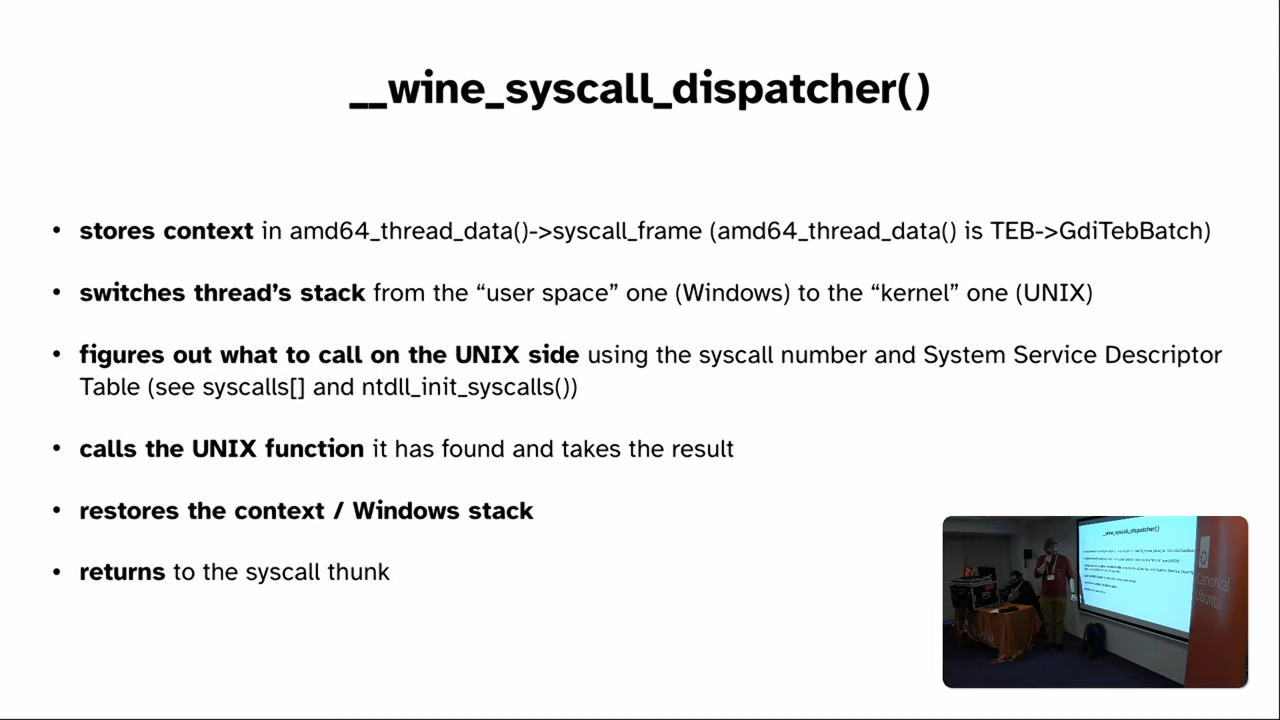 __wine_syscall_dispatcher()
• stores context in amd64_thread_data()->syscall_frame (amd64_thread_data() is TEB->GdiTebBatch)
• switches thread’s stack from the “user space” one (Windows) to the “kernel” one (UNIX)
• figures out what to call on the UNIX side using the syscall number and System Service Descriptor
Table (see syscalls[] and ntdll_init_syscalls())
• calls the UNIX function it has found and takes the result
• restores the context / Windows stack
• returns to the syscall thunk
__wine_syscall_dispatcher()
Canonical
Ubuntu